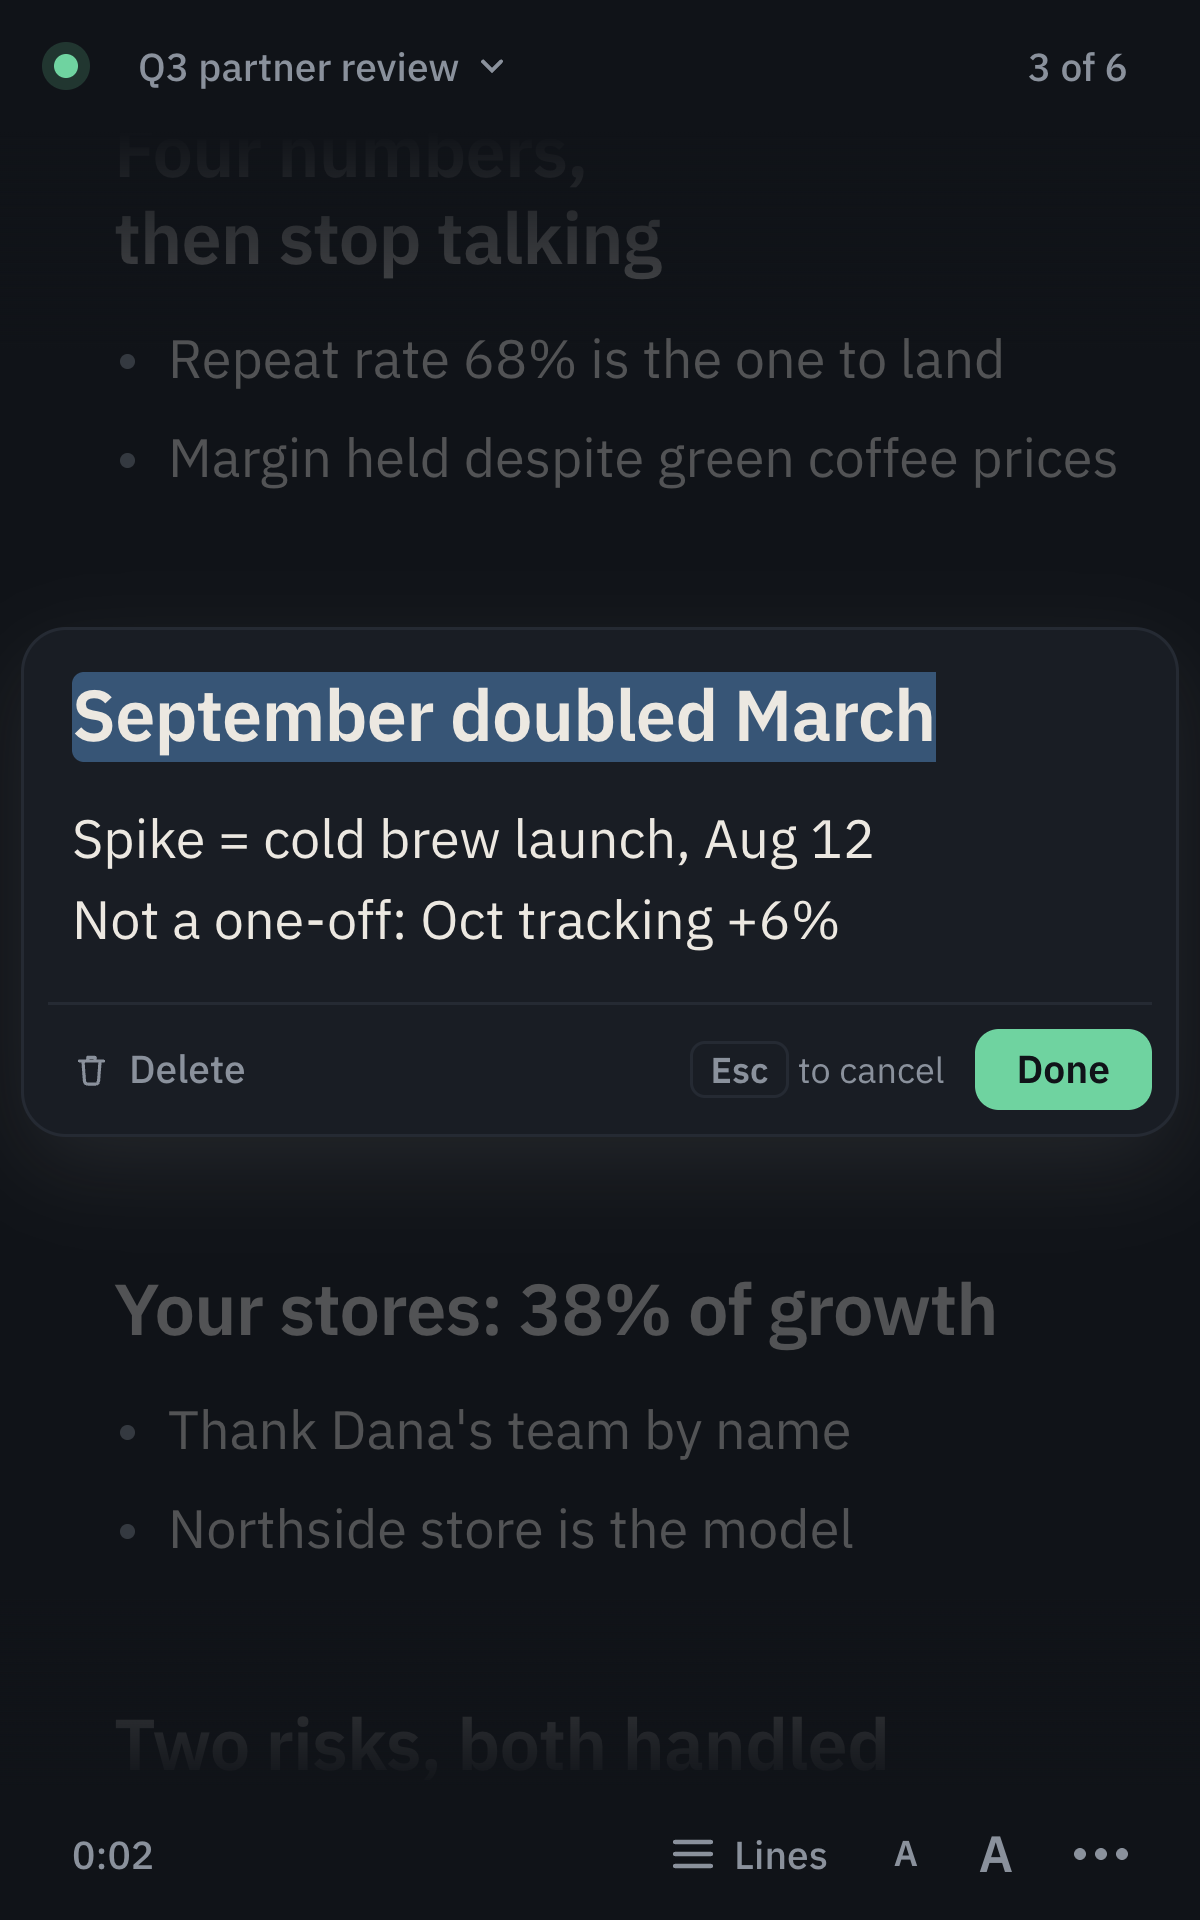 Q3 partner review
3 of 6
Four numbers,
then stop talking
• Repeat rate 68% is the one to land
• Margin held despite green coffee prices
September doubled March
Spike = cold brew launch, Aug 12
Not a one-off: Oct tracking +6%
Delete
Esc to cancel
Done
Your stores: 38% of growth
• Thank Dana's team by name
• Northside store is the model
Two risks, both handled
0:02
Lines
A
A